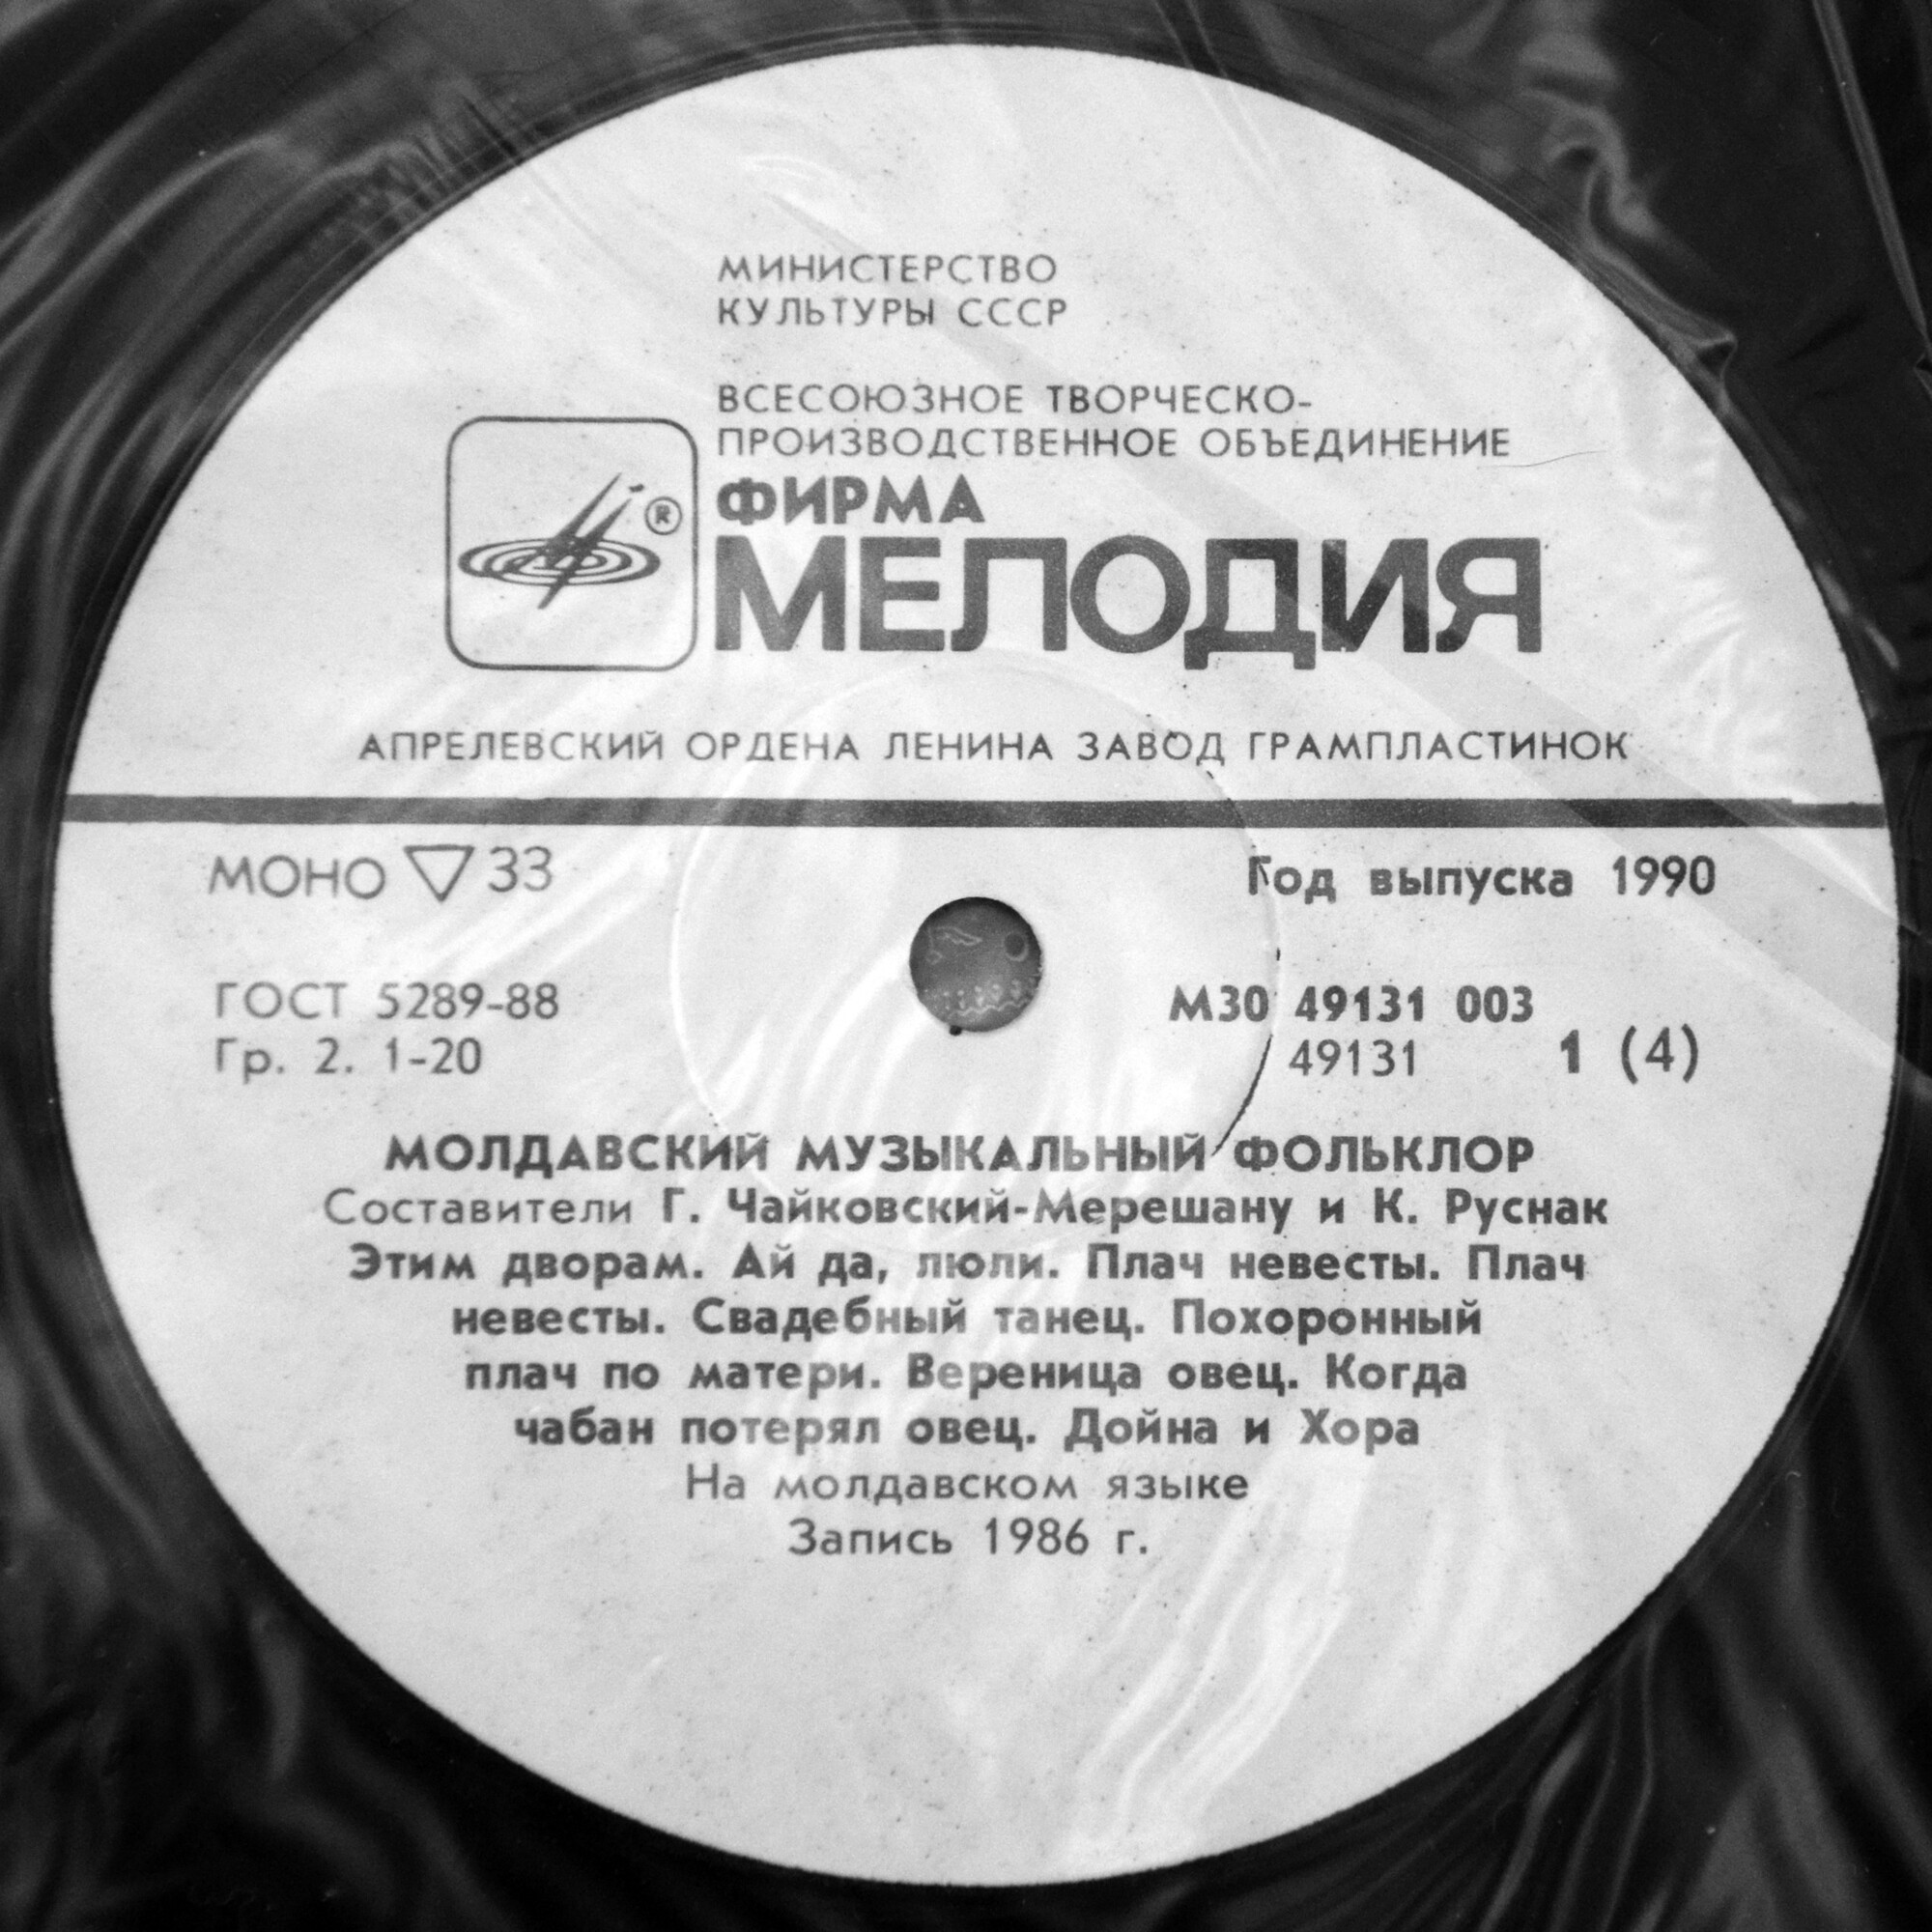 МИНИСТЕРСТВО
КУЛЬТУРЫ СССР
ВСЕСОЮЗНОЕ ТВОРЧЕСКО-
ПРОИЗВОДСТВЕННОЕ ОБЪЕДИНЕНИЕ
ФИРМА
® МЕЛОДИЯ
АПРЕЛЕВСКИЙ ОРДЕНА ЛЕНИНА ЗАВОД ГРАМПЛАСТИНОК
МОНО ▽ 33 Год выпуска 1990
ГОСТ 5289-88 М30 49131 003
Гр. 2. 1-20 49131 1 (4)
МОЛДАВСКИЙ МУЗЫКАЛЬНЫЙ ФОЛЬКЛОР
Составители Г. Чайковский-Мерешану и К. Руснак
Этим дворам. Ай да, люли. Плач невесты. Плач
невесты. Свадебный танец. Похоронный
плач по матери. Вереница овец. Когда
чабан потерял овец. Дойна и Хора
На молдавском языке
Запись 1986 г.